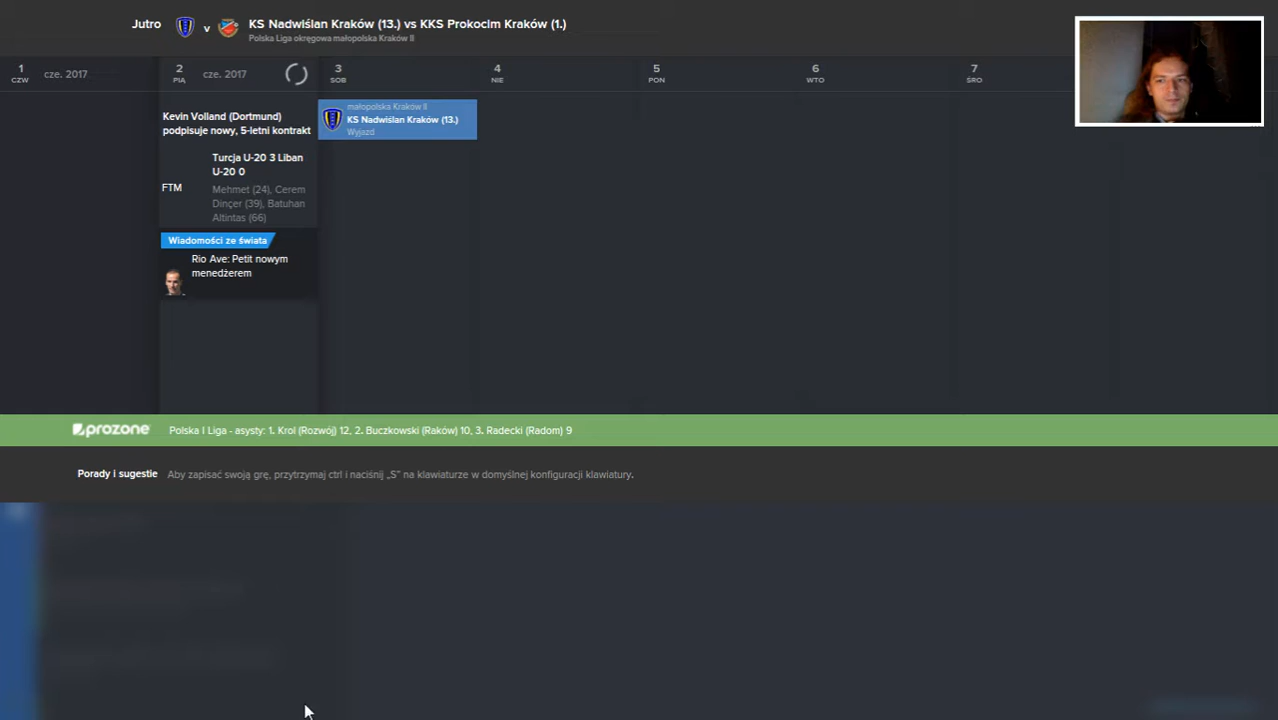 Jutro v KS Nadwiślan Kraków (13.) vs KKS Prokocim Kraków (1.)
Polska Liga okręgowa małopolska Kraków II
1 CZW cze. 2017
2 PIĄ cze. 2017
3 SOB
4 NIE
5 PON
6 WTO
7 ŚRO
Kevin Volland (Dortmund)
podpisuje nowy, 5-letni kontrakt
FTM
Turcja U-20 3 Liban
U-20 0
Mehmet (24), Cerem
Dinçer (39), Batuhan
Altintas (66)
Wiadomości ze świata
Rio Ave: Petit nowym
menedżerem
małopolska Kraków II
KS Nadwiślan Kraków (13.)
Wyjazd
prozone Polska I Liga - asysty: 1. Krol (Rozwój) 12, 2. Buczkowski (Raków) 10, 3. Radecki (Radom) 9
Porady i sugestie Aby zapisać swoją grę, przytrzymaj ctrl i naciśnij „S” na klawiaturze w domyślnej konfiguracji klawiatury.